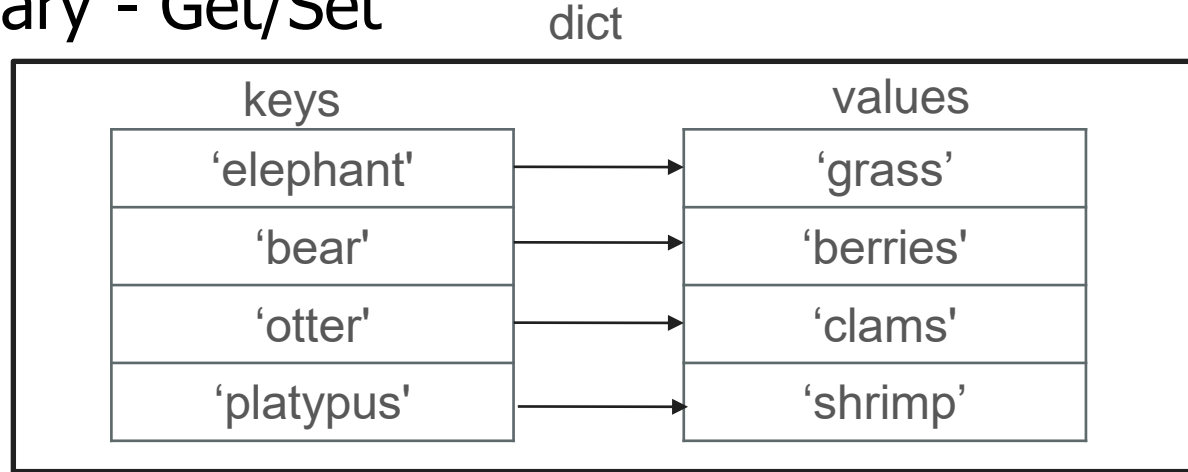 ary - Get/Set
dict
keys values
‘elephant' ‘grass’
‘bear' ‘berries'
‘otter' ‘clams'
‘platypus' ‘shrimp’